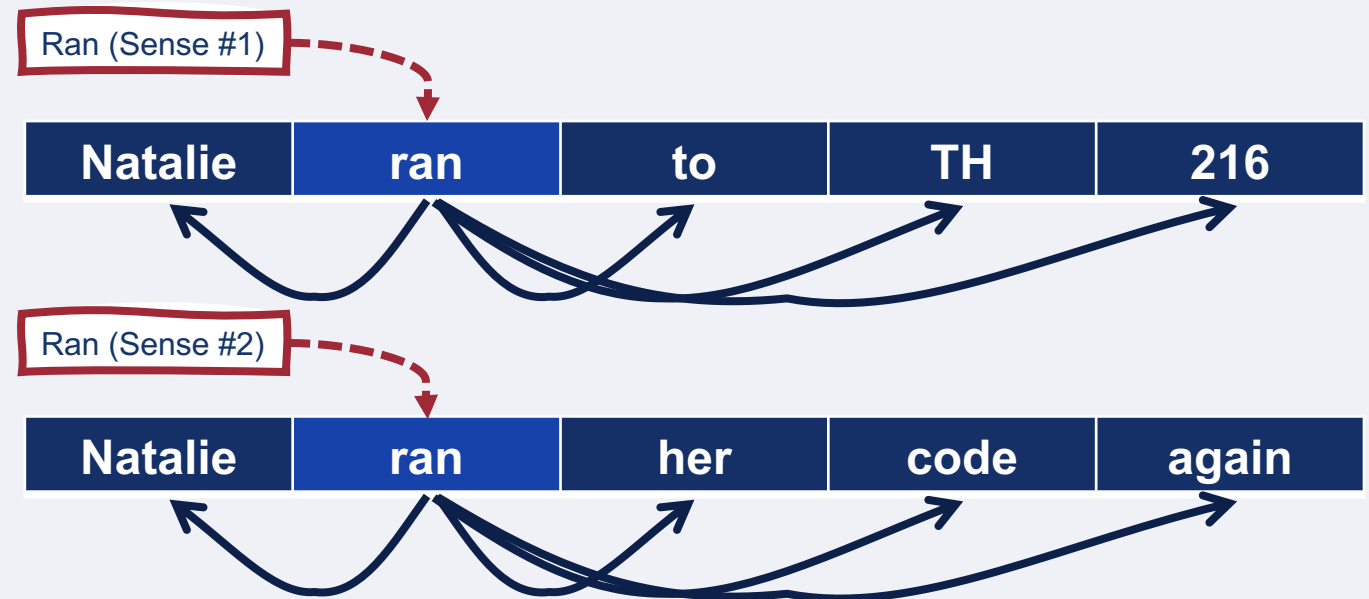 Ran (Sense #1)
Natalie ran to TH 216
Ran (Sense #2)
Natalie ran her code again